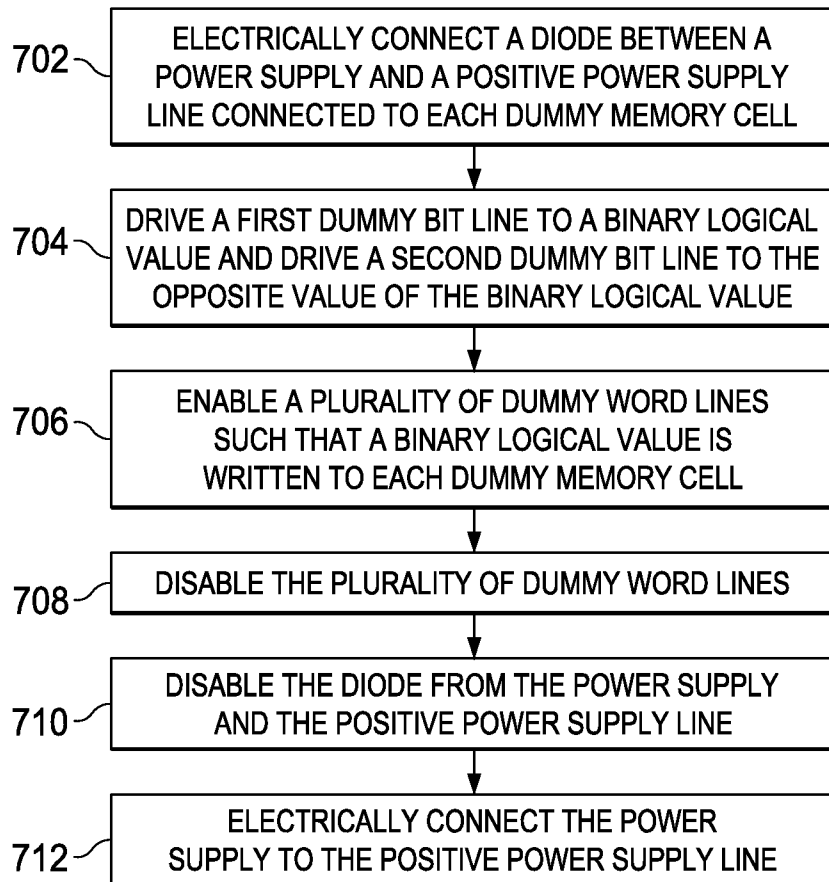 702
ELECTRICALLY CONNECT A DIODE BETWEEN A
POWER SUPPLY AND A POSITIVE POWER SUPPLY
LINE CONNECTED TO EACH DUMMY MEMORY CELL
704
DRIVE A FIRST DUMMY BIT LINE TO A BINARY LOGICAL
VALUE AND DRIVE A SECOND DUMMY BIT LINE TO THE
OPPOSITE VALUE OF THE BINARY LOGICAL VALUE
706
ENABLE A PLURALITY OF DUMMY WORD LINES
SUCH THAT A BINARY LOGICAL VALUE IS
WRITTEN TO EACH DUMMY MEMORY CELL
708
DISABLE THE PLURALITY OF DUMMY WORD LINES
710
DISABLE THE DIODE FROM THE POWER SUPPLY
AND THE POSITIVE POWER SUPPLY LINE
712
ELECTRICALLY CONNECT THE POWER
SUPPLY TO THE POSITIVE POWER SUPPLY LINE